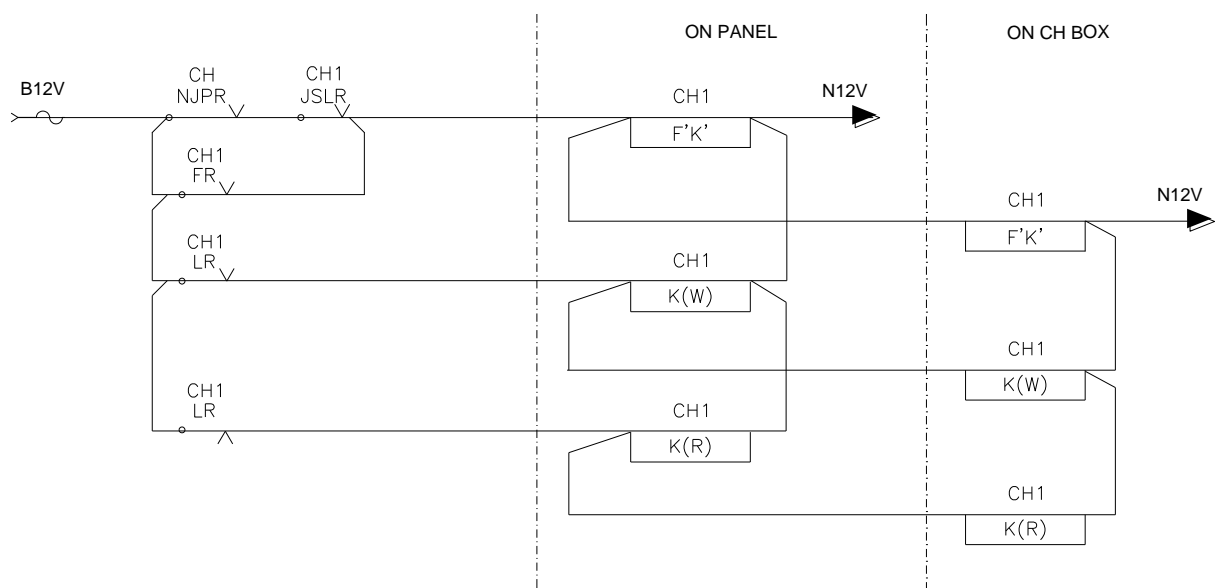 ON PANEL
ON CH BOX
B12V
CH
NJPR
CH1
JSLR
CH1
N12V
F'K'
CH1
FR
CH1
N12V
F'K'
CH1
LR
CH1
K(W)
CH1
K(W)
CH1
LR
CH1
K(R)
CH1
K(R)